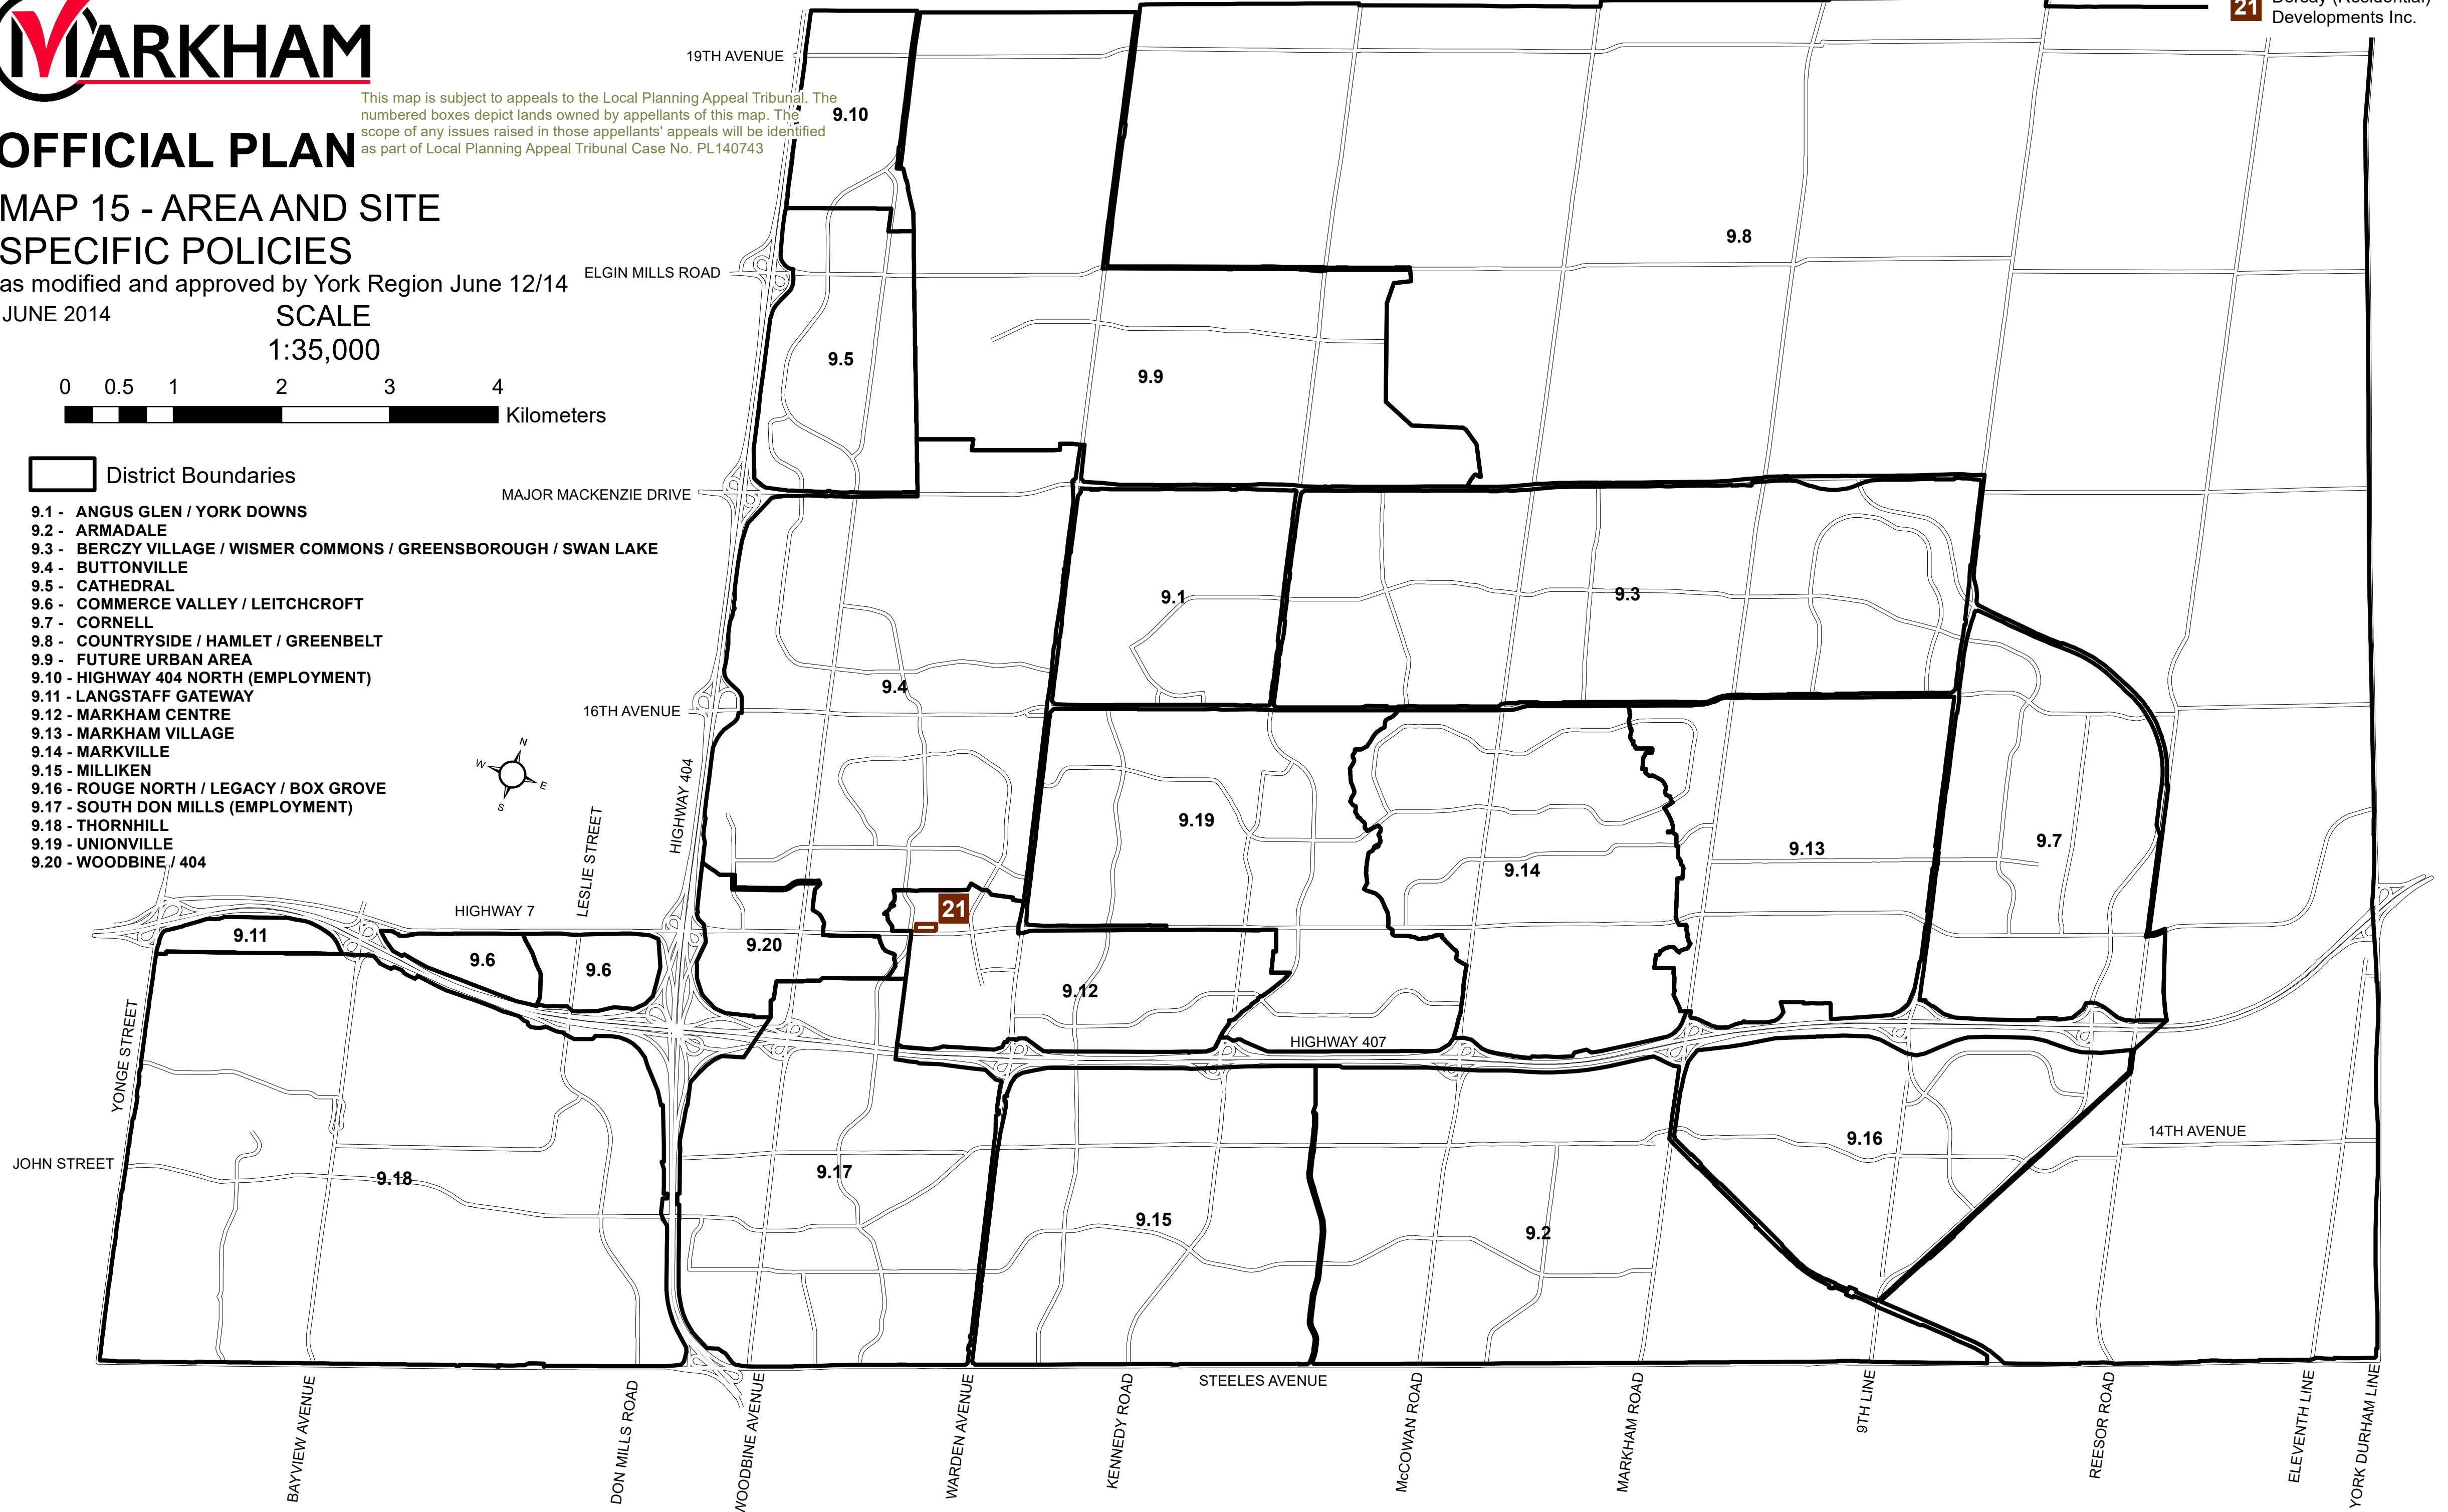 MARKHAM
OFFICIAL PLAN
MAP 15 - AREA AND SITE
SPECIFIC POLICIES
as modified and approved by York Region June 12/14
JUNE 2014
SCALE
1:35,000
0 0.5 1 2 3 4
Kilometers
This map is subject to appeals to the Local Planning Appeal Tribunal. The
numbered boxes depict lands owned by appellants of this map. The
scope of any issues raised in those appellants' appeals will be identified
as part of Local Planning Appeal Tribunal Case No. PL140743
District Boundaries
9.1 - ANGUS GLEN / YORK DOWNS
9.2 - ARMADALE
9.3 - BERCZY VILLAGE / WISMER COMMONS / GREENSBOROUGH / SWAN LAKE
9.4 - BUTTONVILLE
9.5 - CATHEDRAL
9.6 - COMMERCE VALLEY / LEITCHCROFT
9.7 - CORNELL
9.8 - COUNTRYSIDE / HAMLET / GREENBELT
9.9 - FUTURE URBAN AREA
9.10 - HIGHWAY 404 NORTH (EMPLOYMENT)
9.11 - LANGSTAFF GATEWAY
9.12 - MARKHAM CENTRE
9.13 - MARKHAM VILLAGE
9.14 - MARKVILLE
9.15 - MILLIKEN
9.16 - ROUGE NORTH / LEGACY / BOX GROVE
9.17 - SOUTH DON MILLS (EMPLOYMENT)
9.18 - THORNHILL
9.19 - UNIONVILLE
9.20 - WOODBINE / 404
21
(Residential)
Developments Inc.
19TH AVENUE
9.10
9.8
ELGIN MILLS ROAD
9.5
9.9
MAJOR MACKENZIE DRIVE
9.1
9.3
9.4
16TH AVENUE
N
W
E
S
HIGHWAY 404
LESLIE STREET
9.19
9.14
9.13
9.7
HIGHWAY 7
21
9.11
9.6
9.6
9.20
9.12
HIGHWAY 407
YONGE STREET
JOHN STREET
9.18
9.17
9.15
9.2
9.16
14TH AVENUE
STEELES AVENUE
BAYVIEW AVENUE
DON MILLS ROAD
WOODBINE AVENUE
WARDEN AVENUE
KENNEDY ROAD
McCOWAN ROAD
MARKHAM ROAD
9TH LINE
REESOR ROAD
ELEVENTH LINE
YORK DURHAM LINE